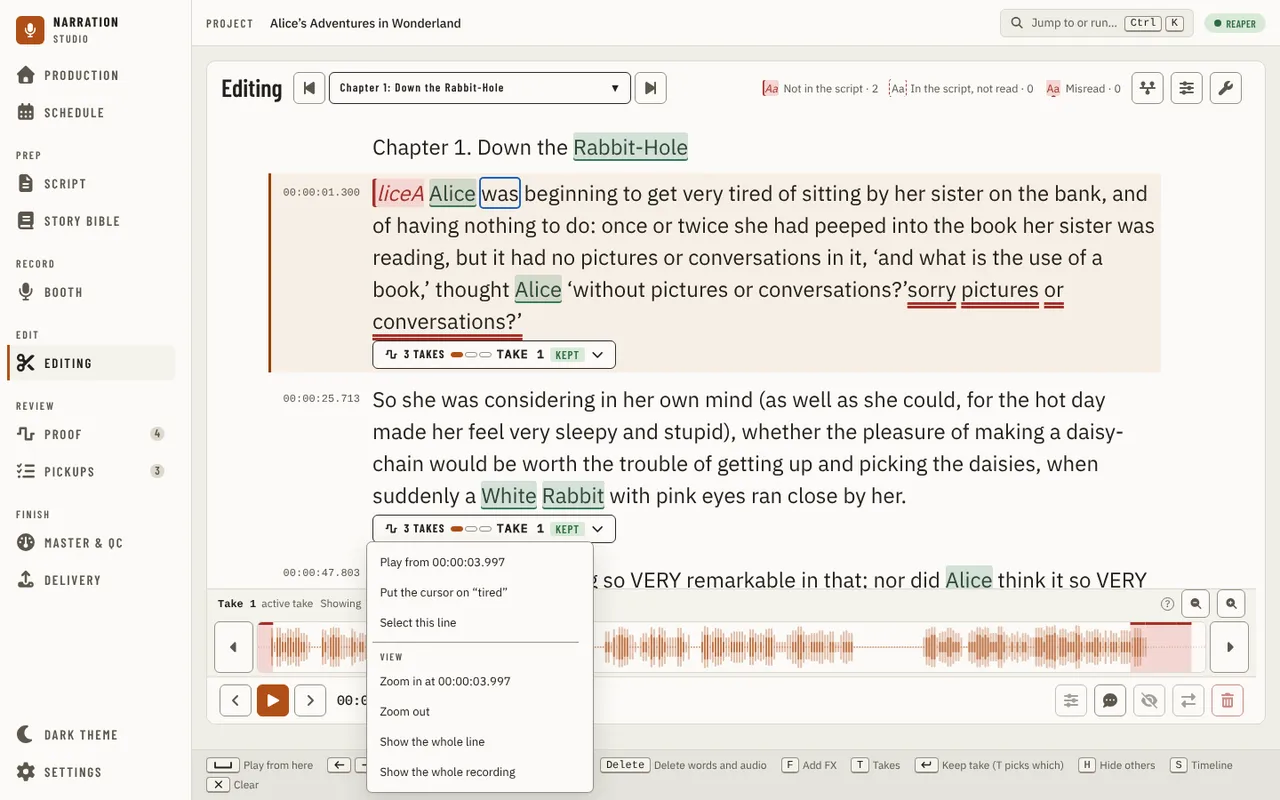 NARRATION
STUDIO
PRODUCTION
SCHEDULE
PREP
SCRIPT
STORY BIBLE
RECORD
BOOTH
EDIT
EDITING
REVIEW
PROOF 4
PICKUPS 3
FINISH
MASTER & QC
DELIVERY
DARK THEME
SETTINGS
PROJECT Alice's Adventures in Wonderland
Jump to or run... Ctrl K
REAPER
Editing
Chapter 1: Down the Rabbit-Hole ▼
Aa Not in the script · 2 Aa In the script, not read · 0 Aa Misread · 0
Chapter 1. Down the Rabbit-Hole
00:00:01.300 liceA Alice was beginning to get very tired of sitting by her sister on the bank, and
of having nothing to do: once or twice she had peeped into the book her sister was
reading, but it had no pictures or conversations in it, ‘and what is the use of a
book,’ thought Alice ‘without pictures or conversations?’sorry pictures or
conversations?’
3 TAKES TAKE 1 KEPT
00:00:25.713 So she was considering in her own mind (as well as she could, for the hot day
made her feel very sleepy and stupid), whether the pleasure of making a daisy-
chain would be worth the trouble of getting up and picking the daisies, when
suddenly a White Rabbit with pink eyes ran close by her.
3 TAKES TAKE 1 KEPT
00:00:47.803 so VERY remarkable in that; nor did Alice think it so VERY
Take 1 active take Showing
00:0
Play from 00:00:03.997
Put the cursor on “tired”
Select this line
VIEW
Zoom in at 00:00:03.997
Zoom out
Show the whole line
Show the whole recording
Play from here ← Delete Delete words and audio F Add FX T Takes ↵ Keep take (T picks which) H Hide others S Timeline
✕ Clear